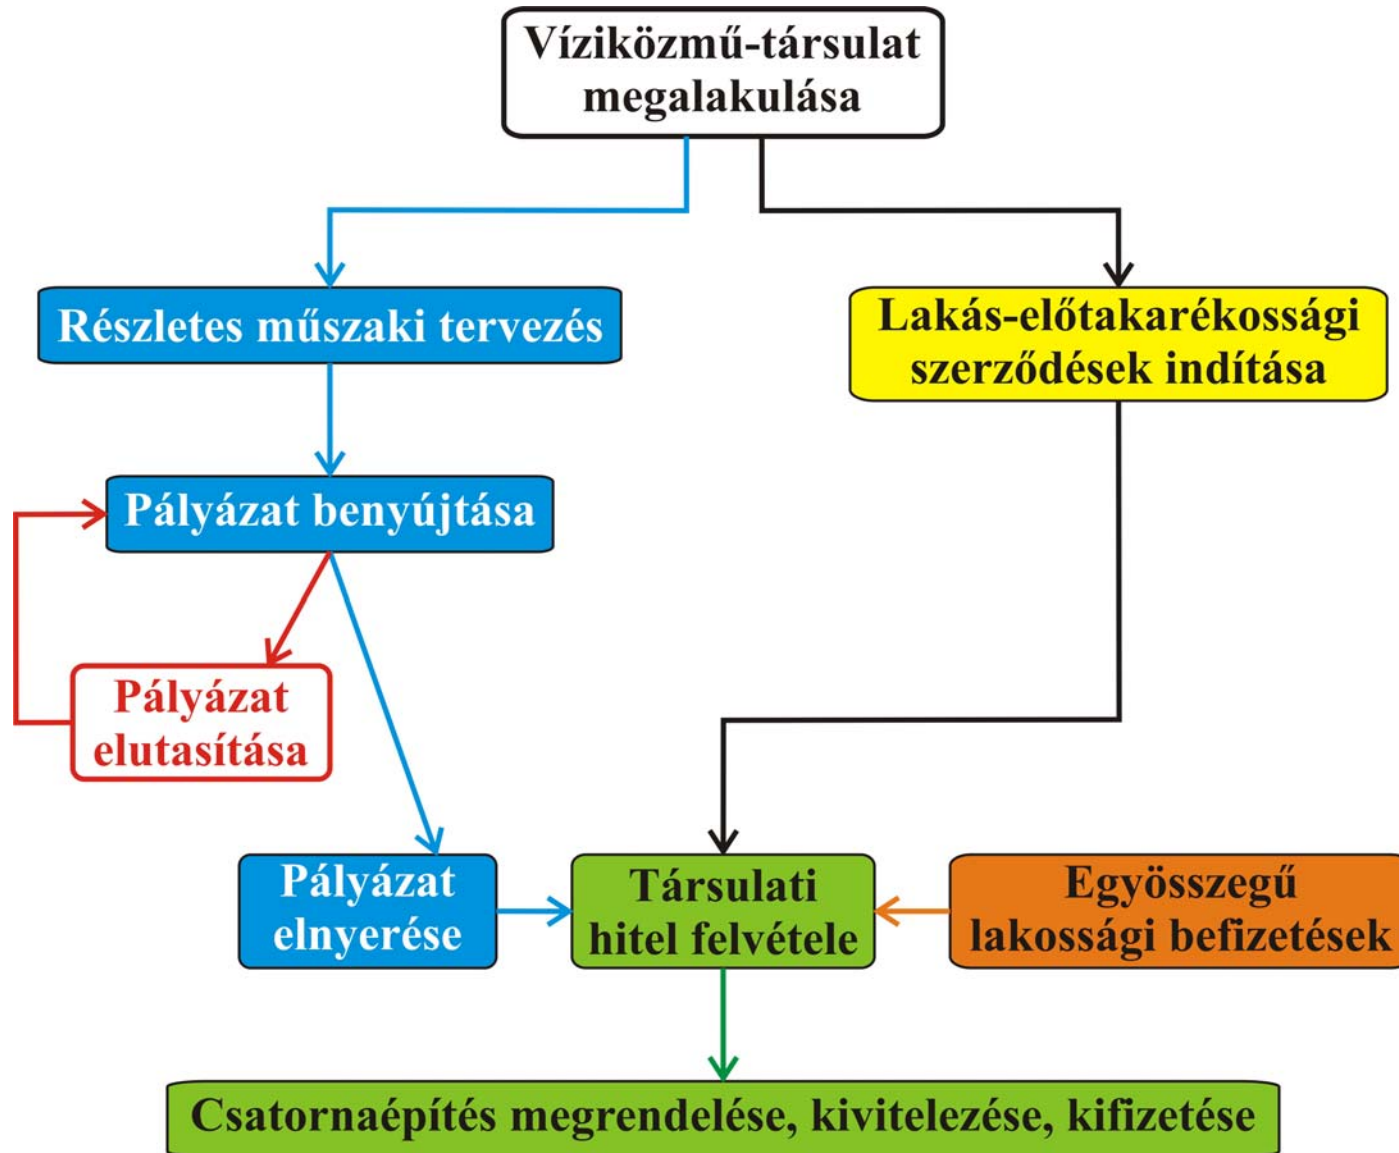 Víziközmű-társulat
megalakulása
Részletes műszaki tervezés
Lakás-előtakarékossági
szerződések indítása
Pályázat benyújtása
Pályázat
elutasítása
Pályázat
elnyerése
Társulati
hitel felvétele
Egyösszegű
lakossági befizetések
Csatornaépítés megrendelése, kivitelezése, kifizetése